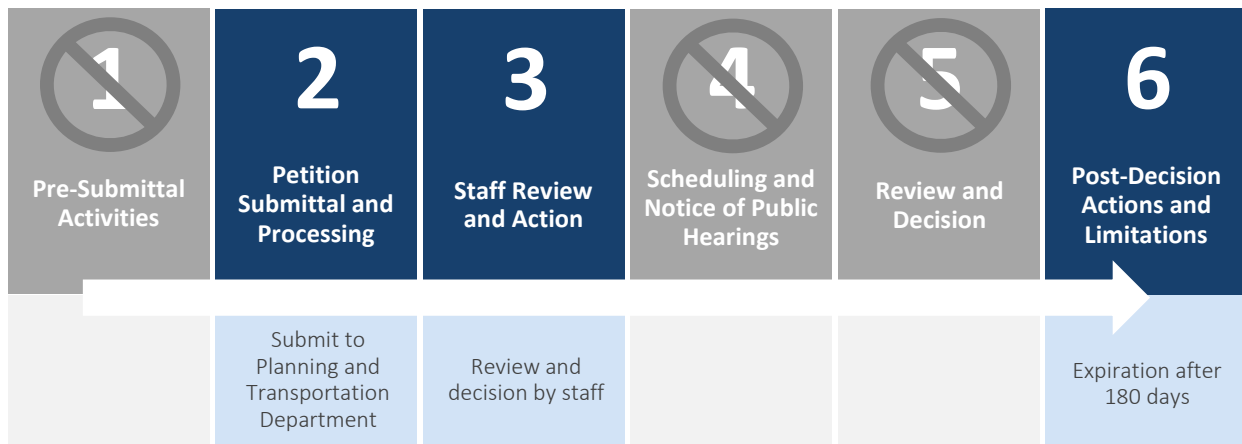 1
Pre-Submittal
Activities
2
Petition
Submittal and
Processing
Submit to
Planning and
Transportation
Department
3
Staff Review
and Action
Review and
decision by staff
4
Scheduling and
Notice of Public
Hearings
5
Review and
Decision
6
Post-Decision
Actions and
Limitations
Expiration after
180 days